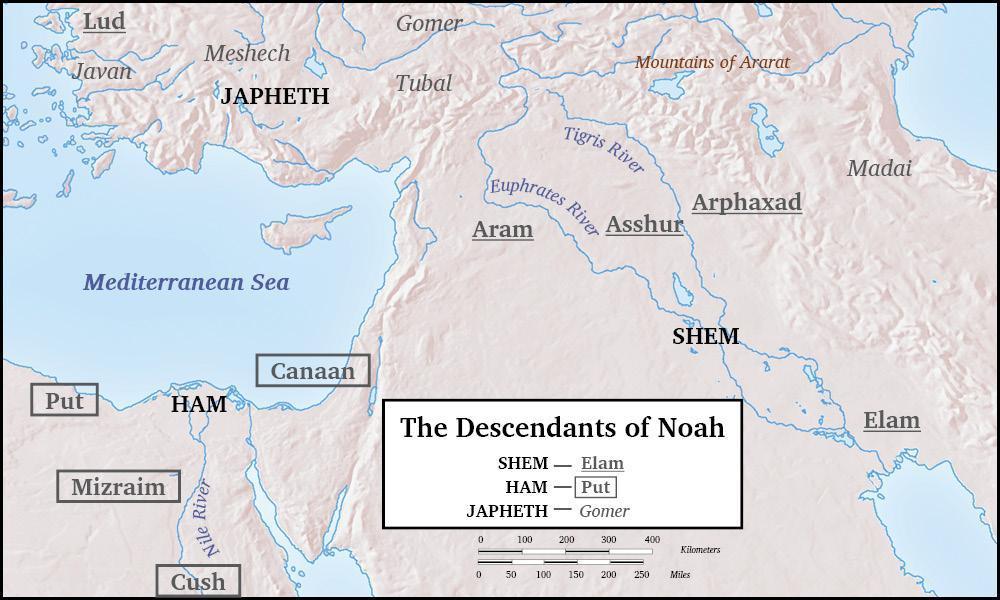 Lud
Gomer
Meshech
Javan
Mountains of Ararat
Tubal
JAPHETH
Tigris River
Madai
Euphrates River
Arphaxad
Aram
Asshur
Mediterranean Sea
SHEM
Canaan
Put
HAM
Elam
Mizraim
Nile River
Cush
The Descendants of Noah
SHEM — Elam
HAM — Put
JAPHETH — Gomer
0 100 200 300 400 Kilometers
0 50 100 150 200 250 Miles